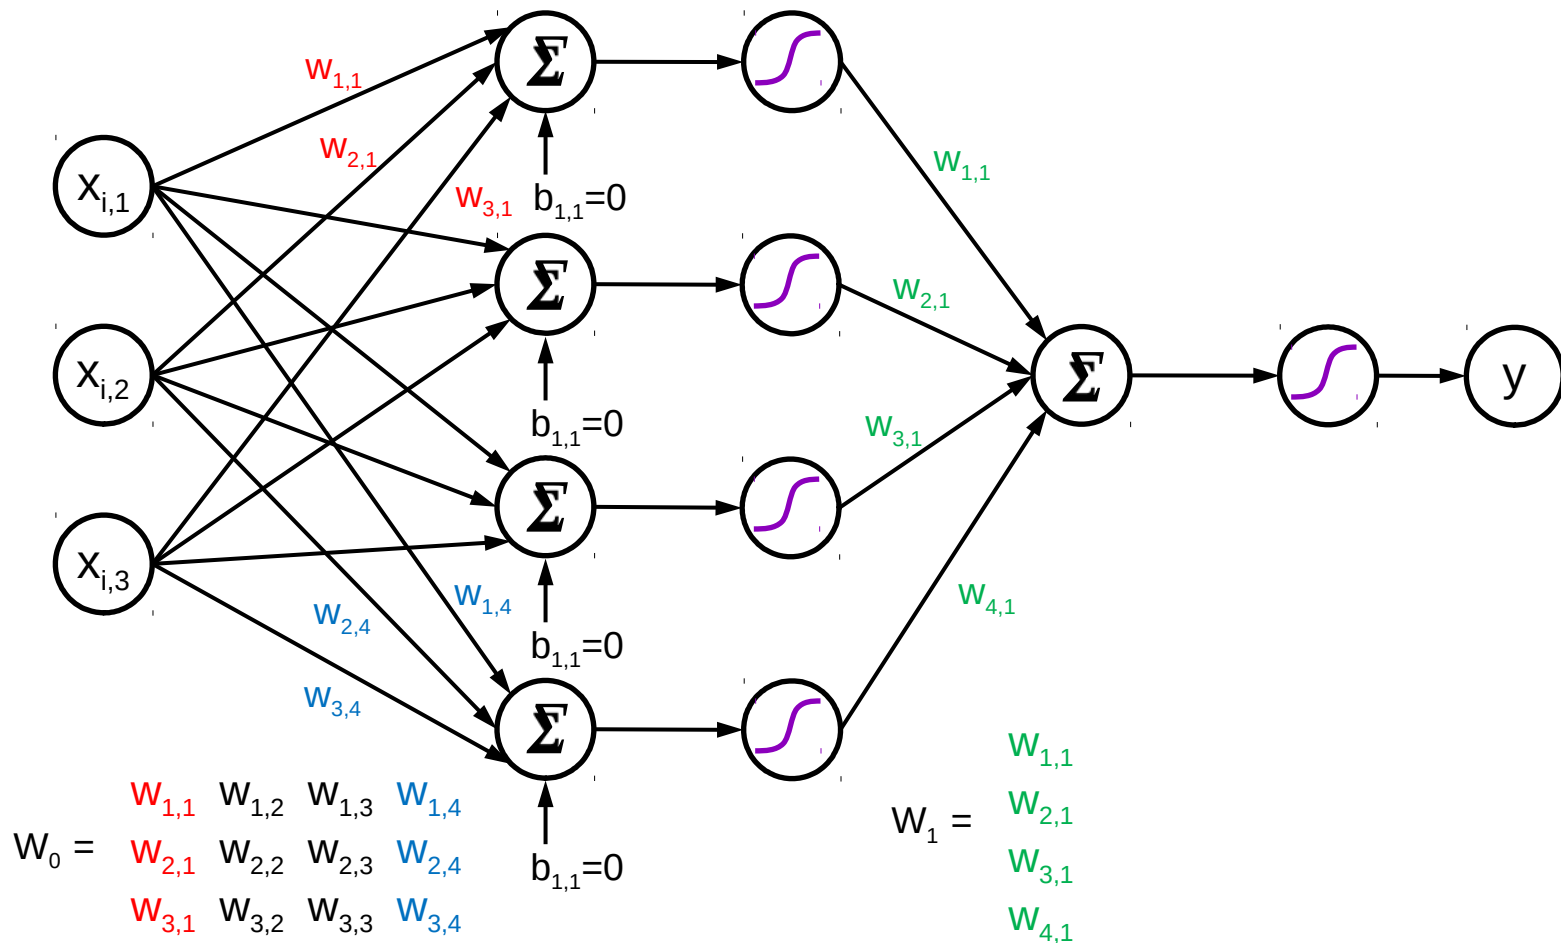 Σ
w1,1
w2,1
xi,1
w3,1
b1,1=0
w1,1
Σ
w2,1
xi,2
Σ
y
b1,1=0
w3,1
Σ
xi,3
w1,4
w2,4
w4,1
b1,1=0
w3,4
Σ
W0 =
w1,1 w1,2 w1,3 w1,4
w2,1 w2,2 w2,3 w2,4
w3,1 w3,2 w3,3 w3,4
b1,1=0
W1 =
w1,1
w2,1
w3,1
w4,1